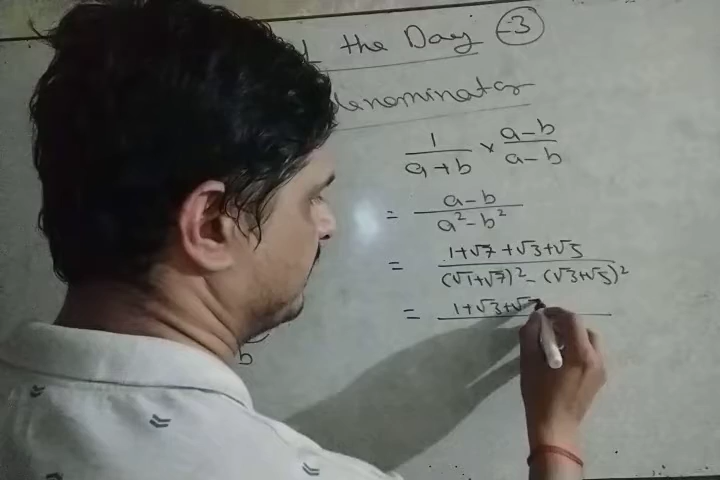 the Day -3
denominator
1/(a+b) × (a-b)/(a-b)
= (a-b)/(a²-b²)
= (1+√7+√3+√5)/((√1+√7)² - (√3+√5)²)
= 1+√3+√5
b